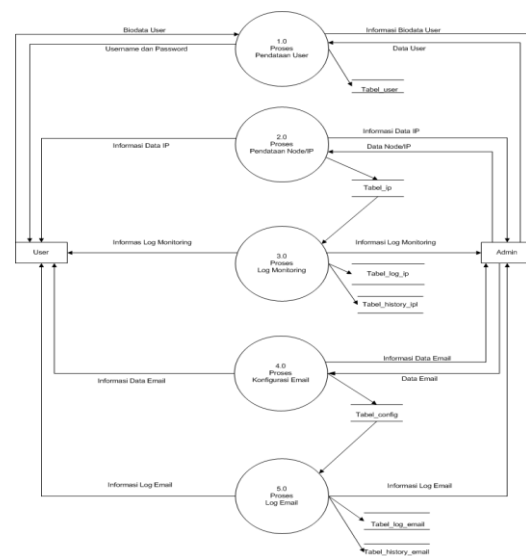 Biodata User
Username dan Password
1.0
Proses
Pendataan User
Informasi Biodata User
Data User
Tabel_user
Informasi Data IP
2.0
Proses
Pendataan Node/IP
Informasi Data IP
Data Node/IP
Tabel_ip
User
Informas Log Monitoring
3.0
Proses
Log Monitoring
Informasi Log Monitoring
Admin
Tabel_log_ip
Tabel_history_ipl
Informasi Data Email
4.0
Proses
Konfigurasi Email
Informasi Data Email
Data Email
Tabel_config
Informasi Log Email
5.0
Proses
Log Email
Informasi Log Email
Tabel_log_email
Tabel_history_email